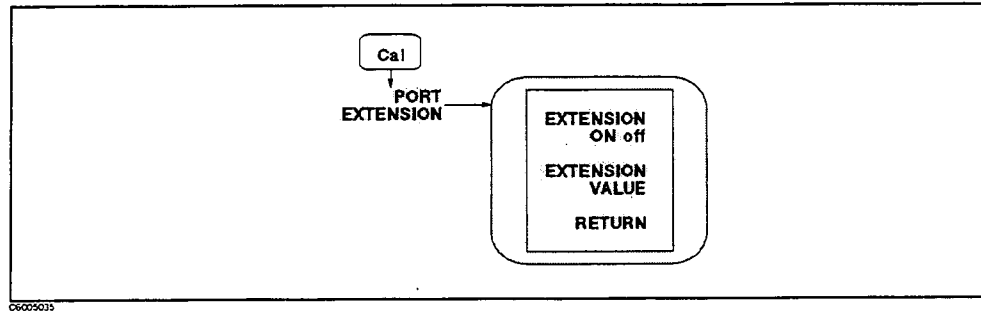 Cal
PORT
EXTENSION
EXTENSION
ON off
EXTENSION
VALUE
RETURN
C6005035